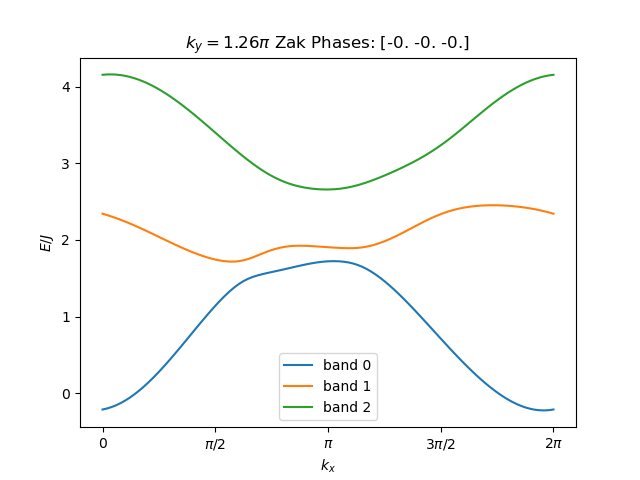 k_y = 1.26π Zak Phases: [-0. -0. -0.]
E/J
4
3
2
1
0
band 0
band 1
band 2
0 π/2 π 3π/2 2π
k_x